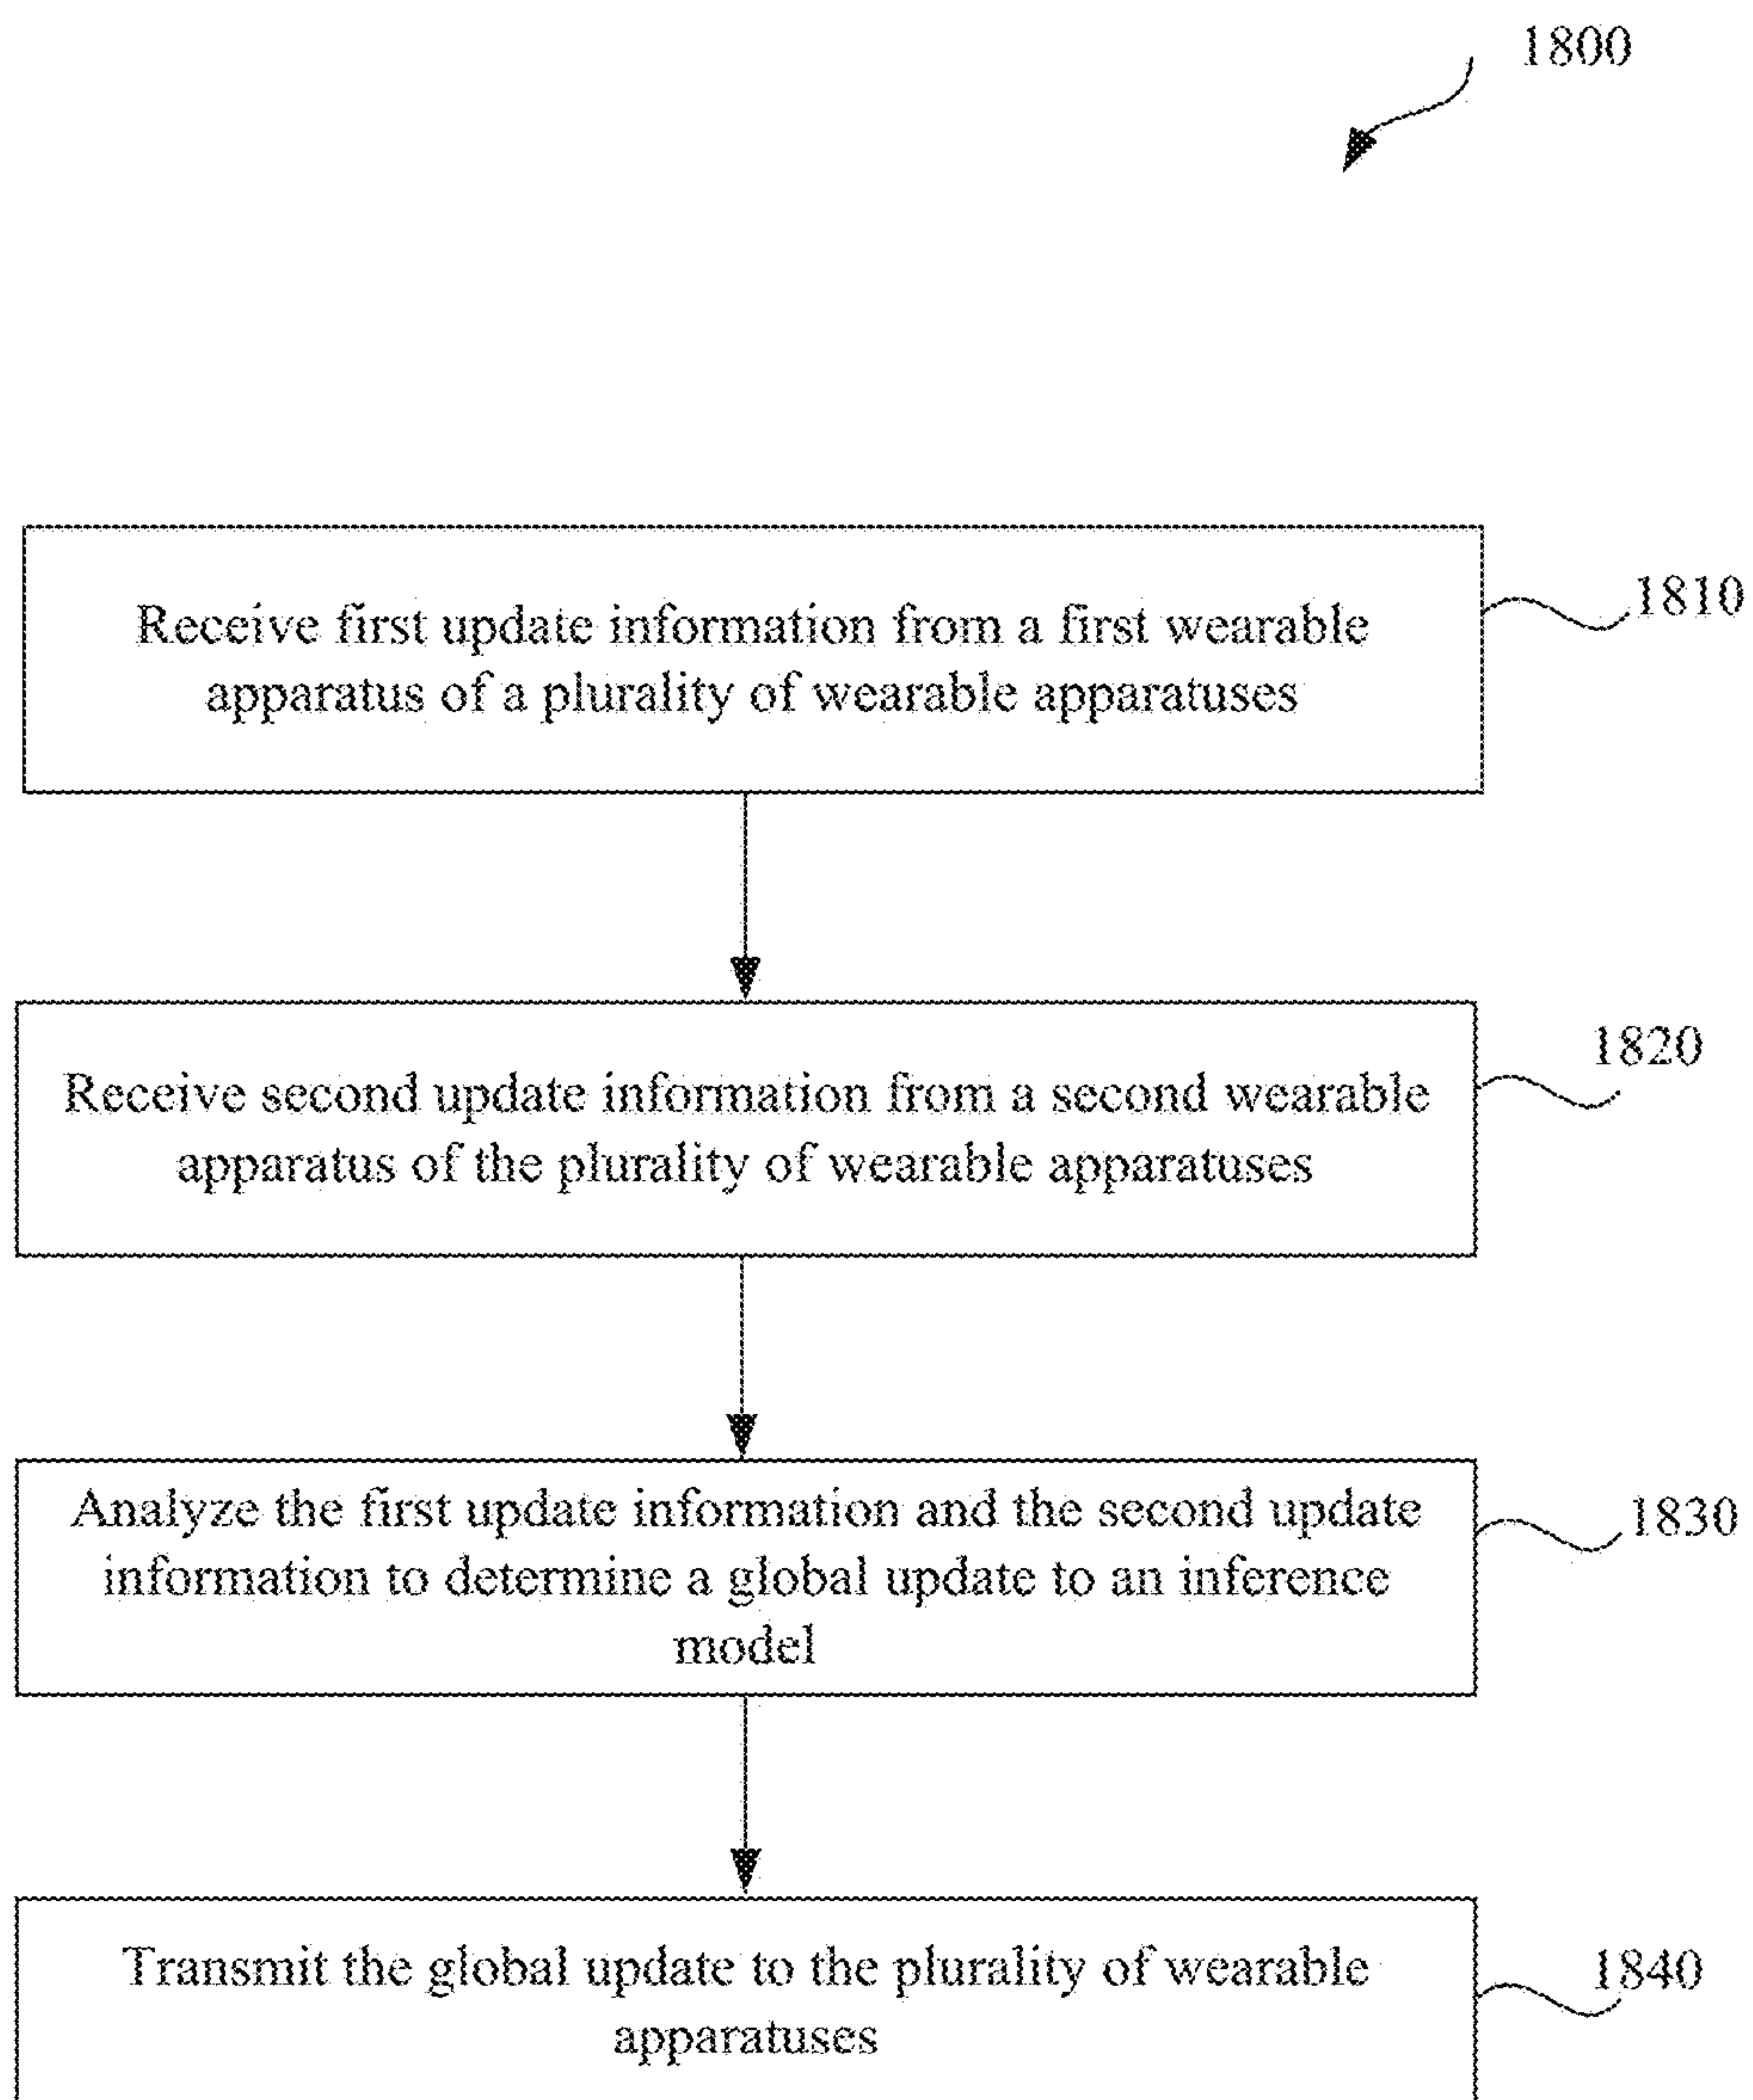 1800
Receive first update information from a first wearable
apparatus of a plurality of wearable apparatuses
1810
Receive second update information from a second wearable
apparatus of the plurality of wearable apparatuses
1820
Analyze the first update information and the second update
information to determine a global update to an inference
model
1830
Transmit the global update to the plurality of wearable
apparatuses
1840